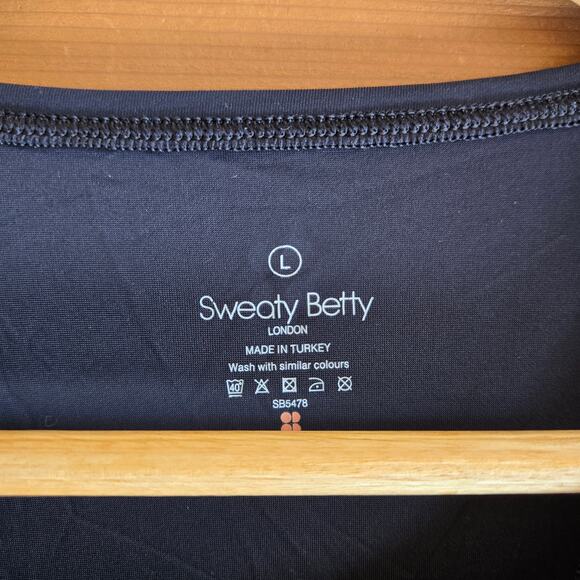 L
Sweaty Betty
LONDON
MADE IN TURKEY
Wash with similar colours
40°
SB5478